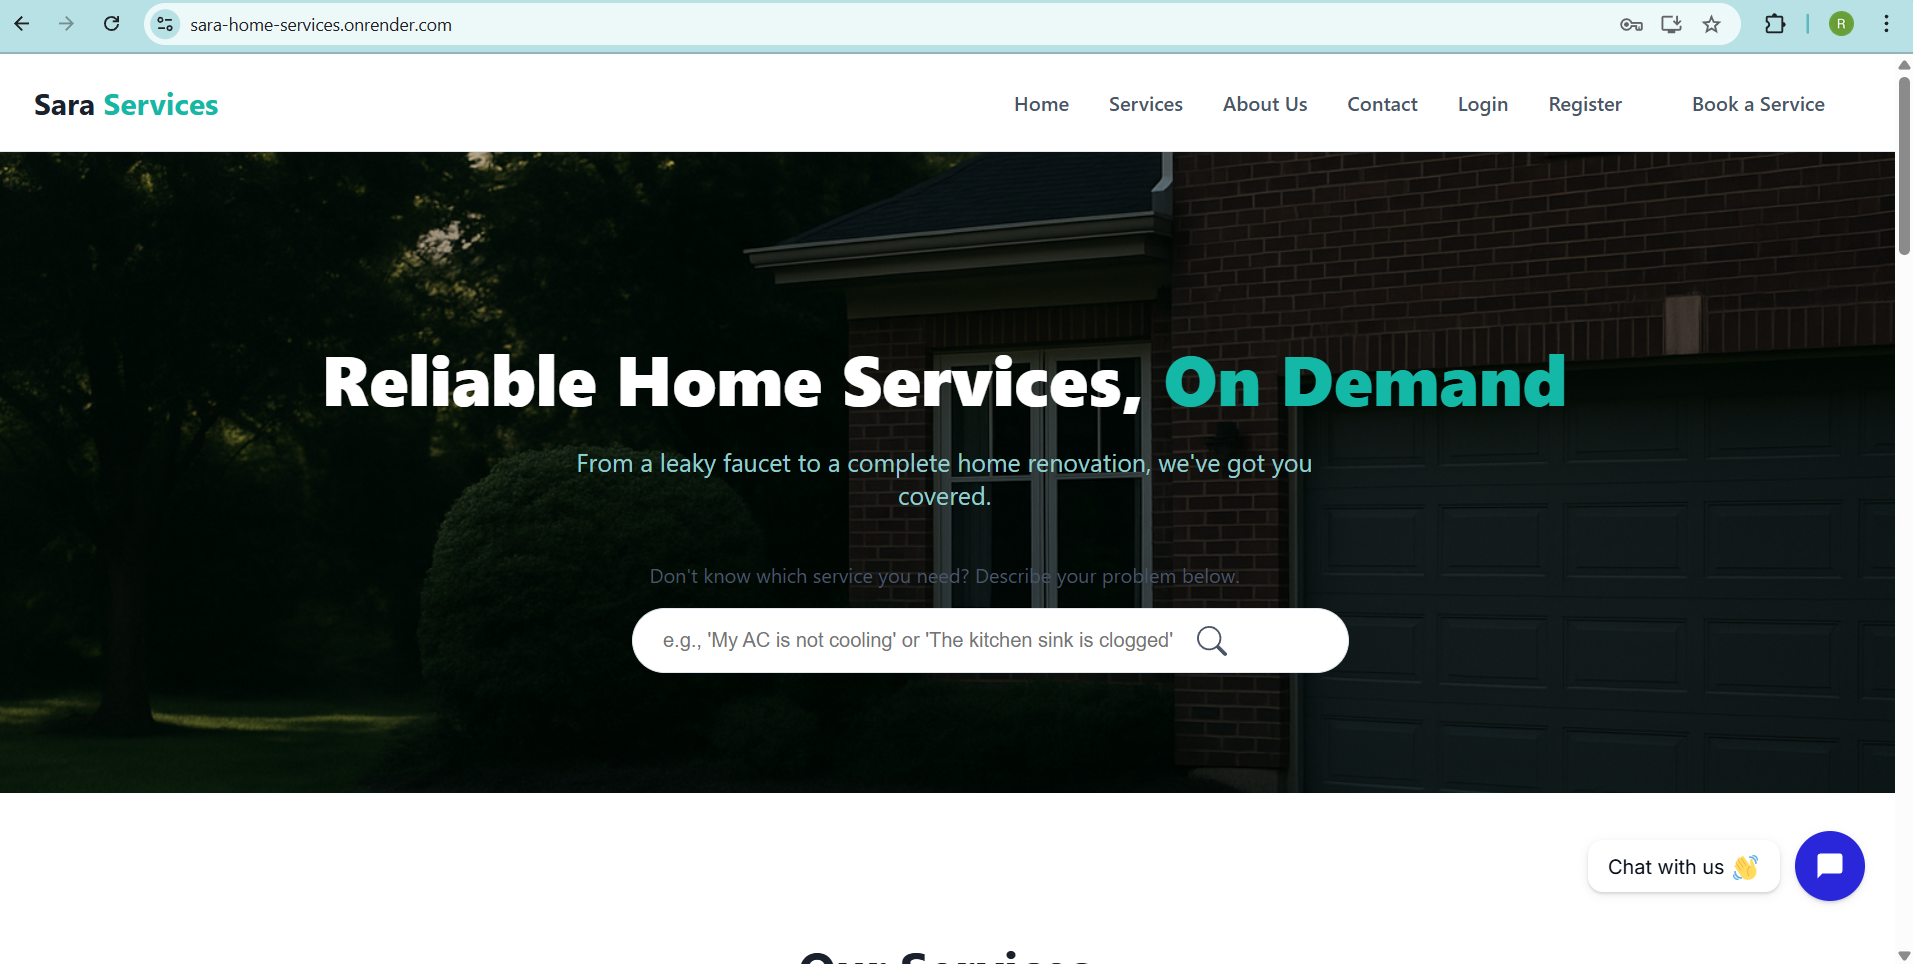 sara-home-services.onrender.com
R
Sara Services
Home Services About Us Contact Login Register Book a Service
Reliable Home Services, On Demand
From a leaky faucet to a complete home renovation, we've got you
covered.
Don't know which service you need? Describe your problem below.
e.g., 'My AC is not cooling' or 'The kitchen sink is clogged'
Chat with us 👋
Our Services